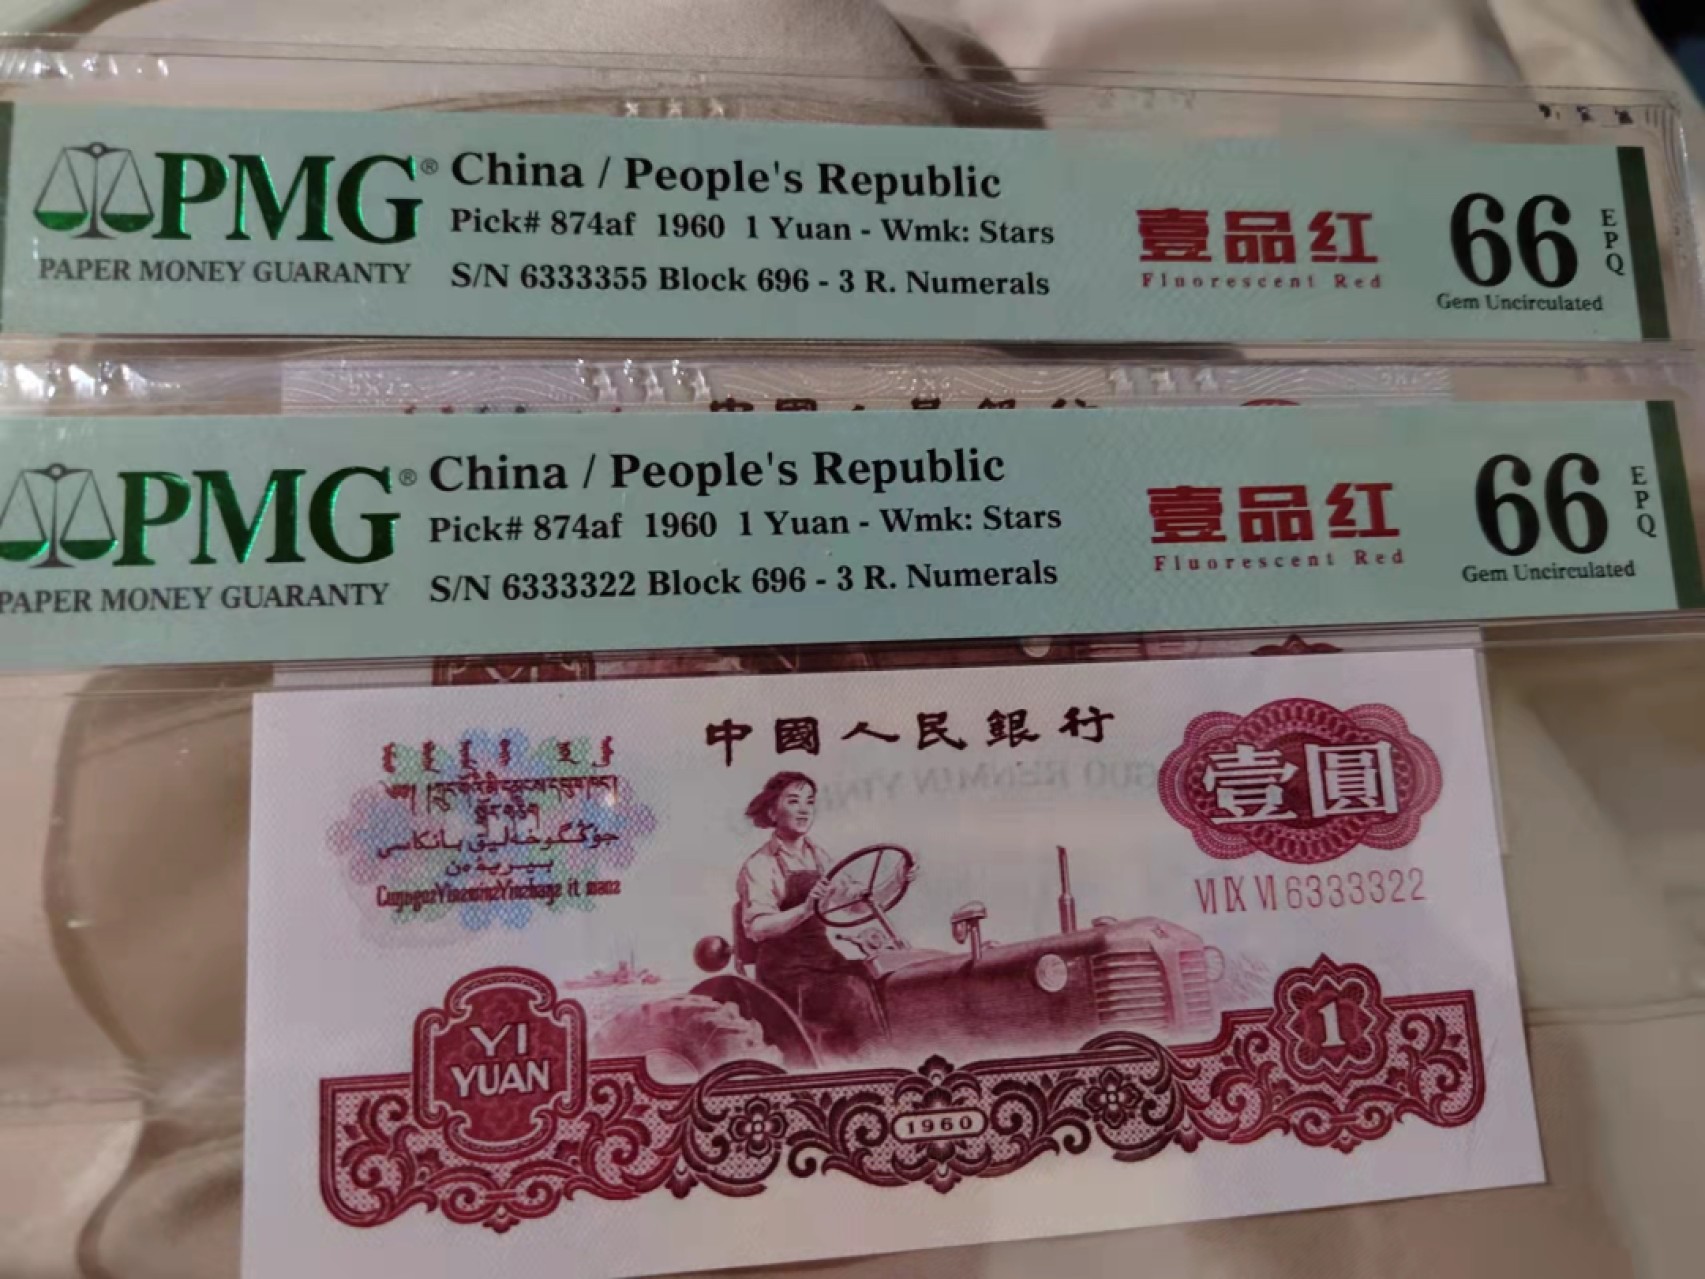 PMG®
PAPER MONEY GUARANTY
China / People's Republic
Pick# 874af 1960 1 Yuan - Wmk: Stars
S/N 6333355 Block 696 - 3 R. Numerals
壹品红
Fluorescent Red
66
EPQ
Gem Uncirculated
PMG®
PAPER MONEY GUARANTY
China / People's Republic
Pick# 874af 1960 1 Yuan - Wmk: Stars
S/N 6333322 Block 696 - 3 R. Numerals
壹品红
Fluorescent Red
66
EPQ
Gem Uncirculated
中國人民銀行
壹圓
VI IX VI 6333322
YI
YUAN
1960
1